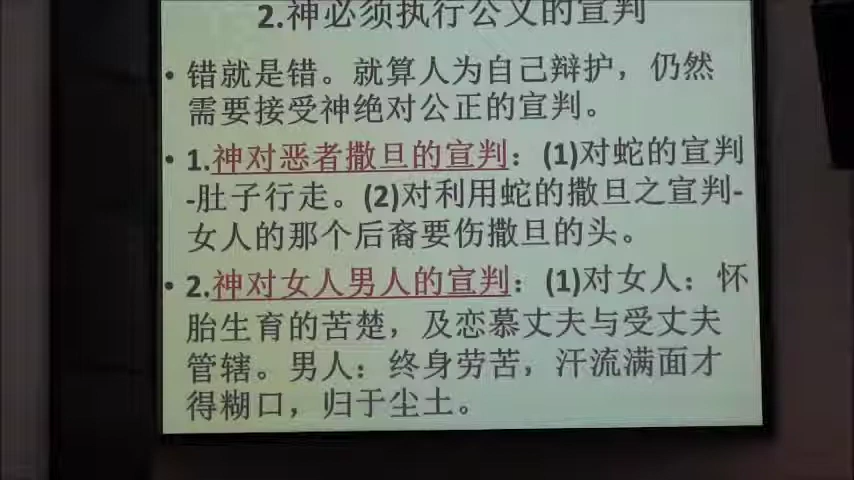 2.神必须执行公义的宣判
• 错就是错。就算人为自己辩护，仍然
需要接受神绝对公正的宣判。
• 1.神对恶者撒旦的宣判：(1)对蛇的宣判
-肚子行走。(2)对利用蛇的撒旦之宣判-
女人的那个后裔要伤撒旦的头。
• 2.神对女人男人的宣判：(1)对女人：怀
胎生育的苦楚，及恋慕丈夫与受丈夫
管辖。男人：终身劳苦，汗流满面才
得糊口，归于尘土。